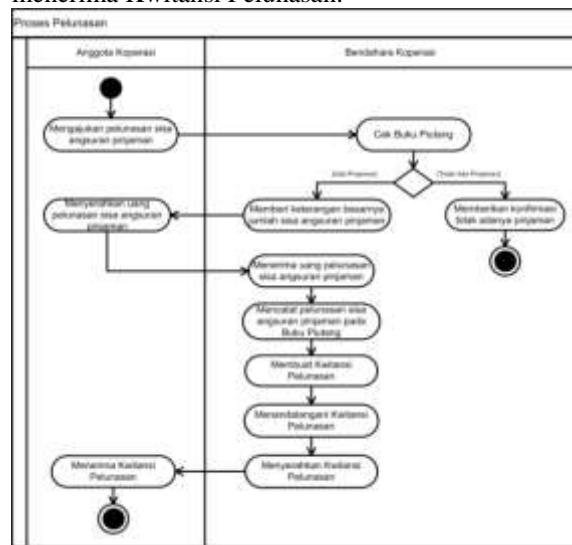 menerima Kwitansi Pelunasan.
Proses Pelunasan
Anggota Koperasi
Bendahara Koperasi
Mengajukan pelunasan sisa
angsuran pinjaman
Cek Buku Piutang
[Ada Pinjaman]
[Tidak Ada Pinjaman]
Menyerahkan uang
pelunasan sisa angsuran
pinjaman
Memberi keterangan besarnya
jumlah sisa angsuran pinjaman
Memberikan konfirmasi
tidak adanya pinjaman
Menerima uang pelunasan
sisa angsuran pinjaman
Mencatat pelunasan sisa
angsuran pinjaman pada
Buku Piutang
Membuat Kwitansi
Pelunasan
Menandatangani Kwitansi
Pelunasan
Menerima Kwitansi
Pelunasan
Menyerahkan Kwitansi
Pelunasan